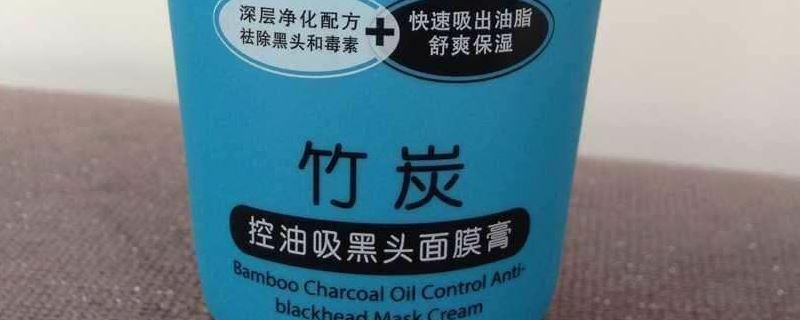 深层净化配方
祛除黑头和毒素
+
快速吸出油脂
舒爽保湿
竹炭
控油吸黑头面膜膏
Bamboo Charcoal Oil Control Anti-
blackhead Mask Cream